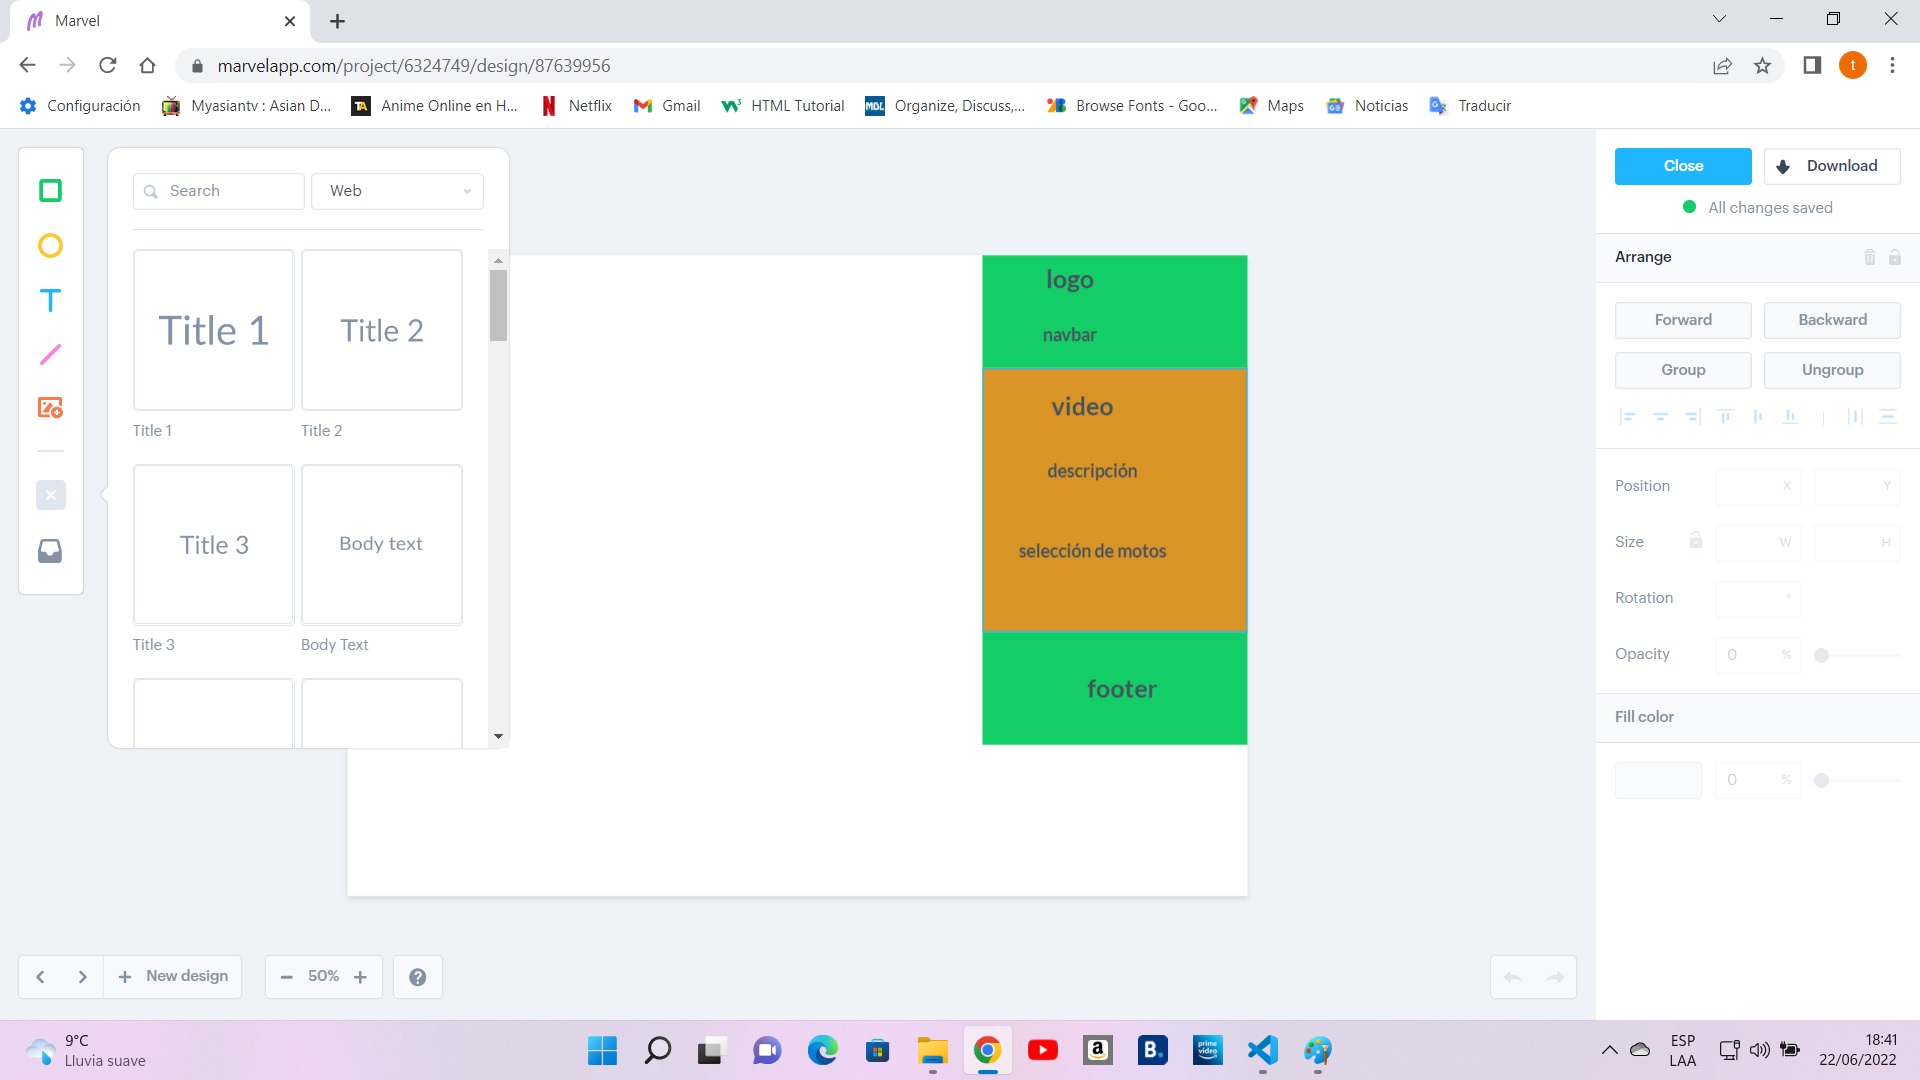 Marvel
marvelapp.com/project/6324749/design/87639956
t
Configuración
Myasiantv : Asian D...
TA
Anime Online en H...
Netflix
Gmail
HTML Tutorial
MDL
Organize, Discuss,...
Browse Fonts - Goo...
Maps
Noticias
Traducir
Search
Web
Title 1
Title 2
Title 1
Title 2
Title 3
Body text
Title 3
Body Text
logo
navbar
video
descripción
selección de motos
footer
Close
Download
All changes saved
Arrange
Forward
Backward
Group
Ungroup
Position
X
Y
Size
W
H
Rotation
°
Opacity
0
%
Fill color
0
%
New design
50%
9°C
Lluvia suave
a
B.
prime video
ESP
LAA
18:41
22/06/2022